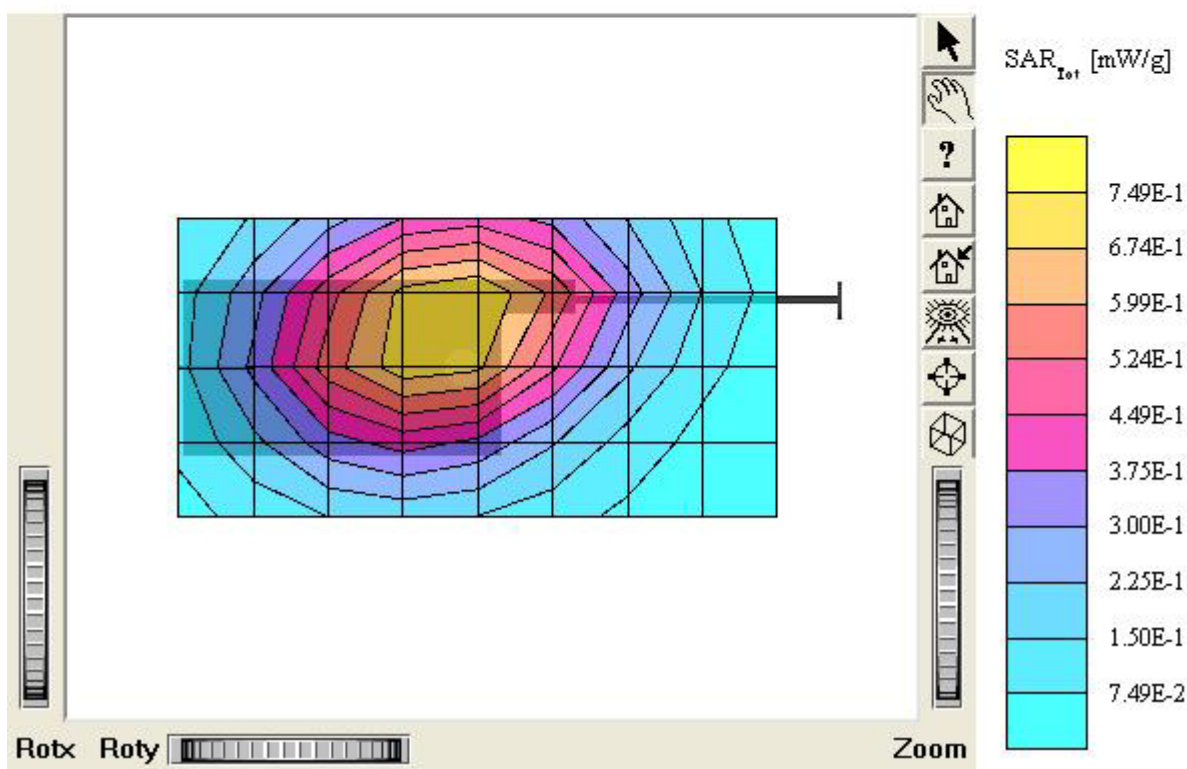 SAR_Tot [mW/g]
?
7.49E-1
6.74E-1
5.99E-1
5.24E-1
4.49E-1
3.75E-1
3.00E-1
2.25E-1
1.50E-1
7.49E-2
Rotx Roty Zoom